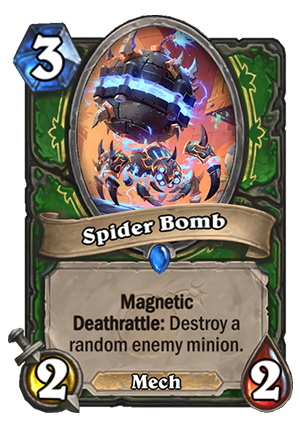 3
Spider Bomb
Magnetic
Deathrattle: Destroy a
random enemy minion.
2
Mech
2